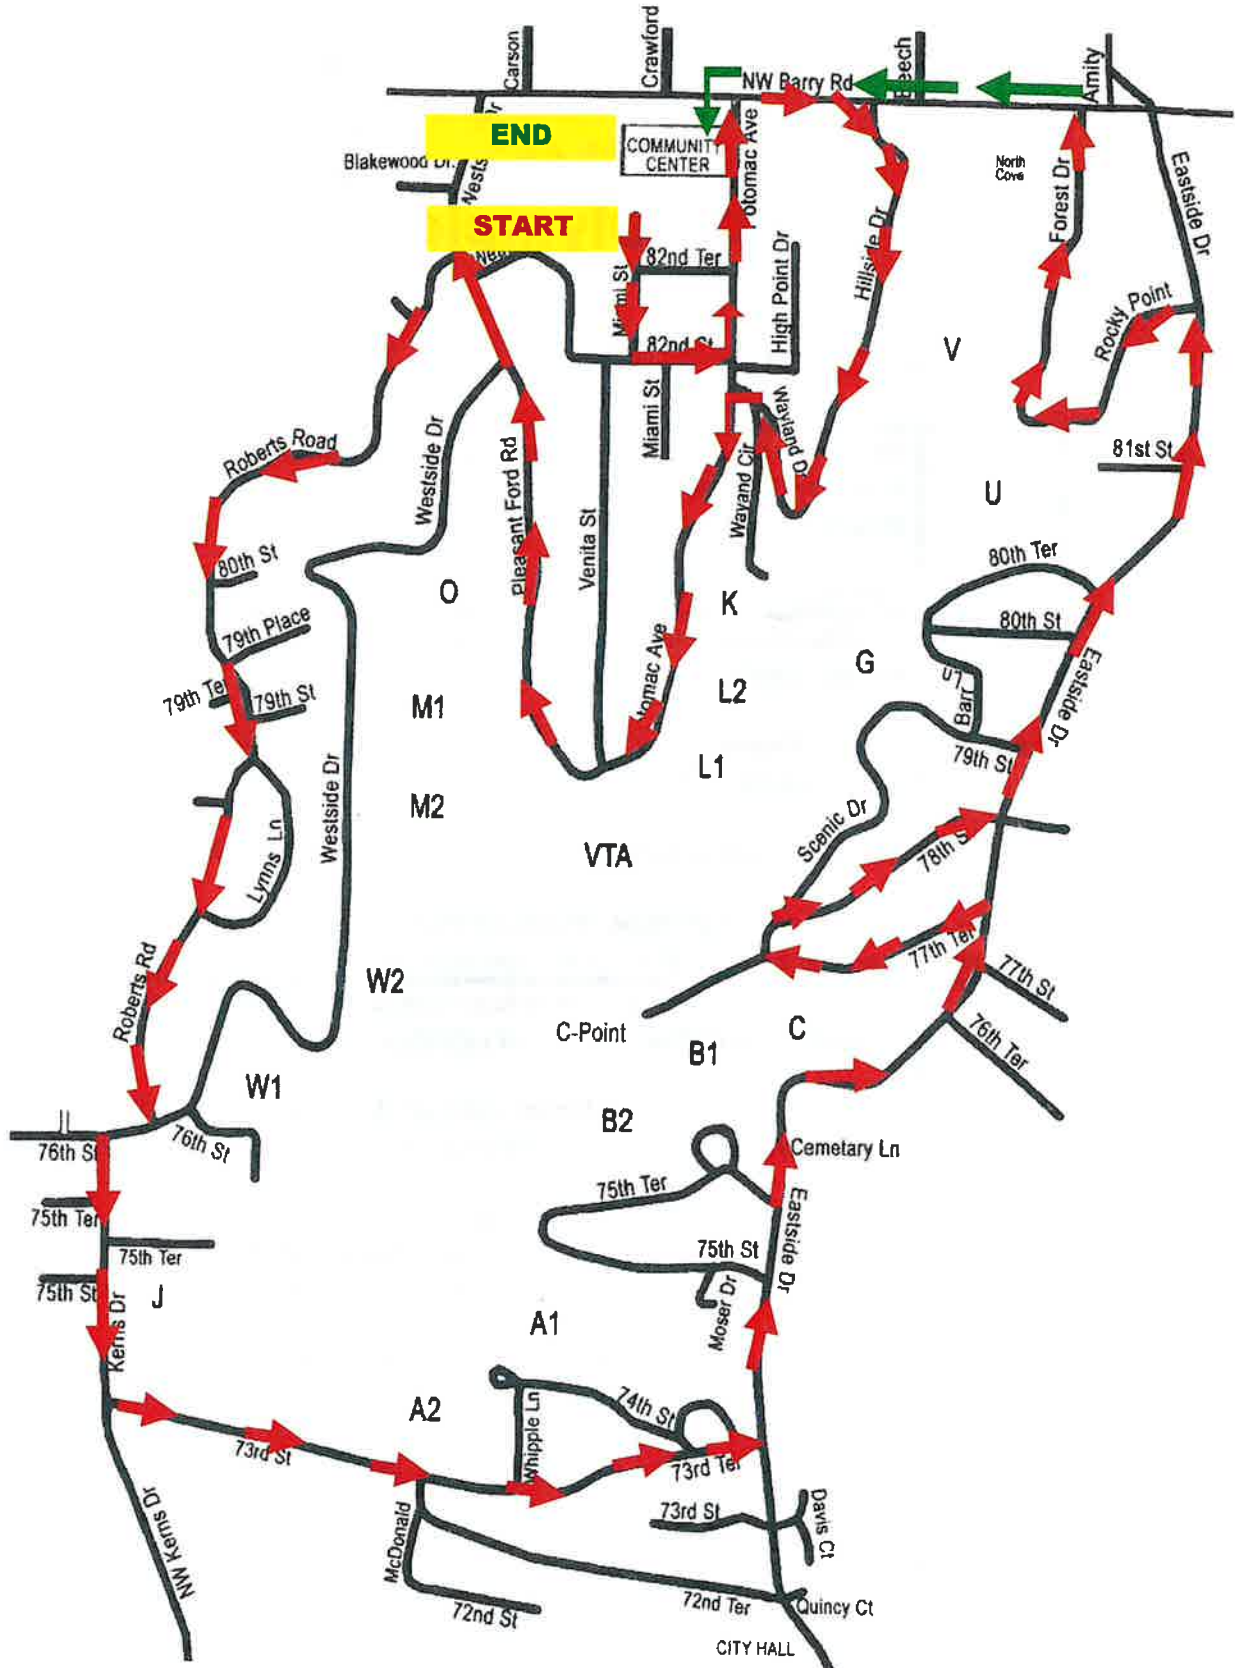 Carson
Crawford
NW Barry Rd
Beech
Amity
END
COMMUNITY
CENTER
Potomac Ave
Blakewood Dr.
North
Cove
Forest Dr
Eastside Dr
START
82nd Ter
Miami St
High Point Dr
Hillside Dr
Rocky Point
82nd St
V
Miami St
Roberts Road
Westside Dr
Pleasant Ford Rd
Wayland Dr
Wayand Cir
81st St
U
Venita St
80th St
80th Ter
O
K
79th Place
80th St
G
Eastside Dr
79th Ter
79th St
M1
L2
Barr Ln
L1
79th St
Westside Dr
M2
Scenic Dr
Lynns Ln
VTA
78th St
77th Ter
77th St
Roberts Rd
W2
C-Point
C
B1
76th Ter
W1
B2
76th St
76th St
Cemetary Ln
75th Ter
75th Ter
75th Ter
75th St
Eastside Dr
75th St
J
Moser Dr
Kerns Dr
A1
A2
74th St
Whipple Ln
73rd St
73rd Ter
NW Kerns Dr
McDonald
73rd St
Davis Ct
72nd St
72nd Ter
Quincy Ct
CITY HALL